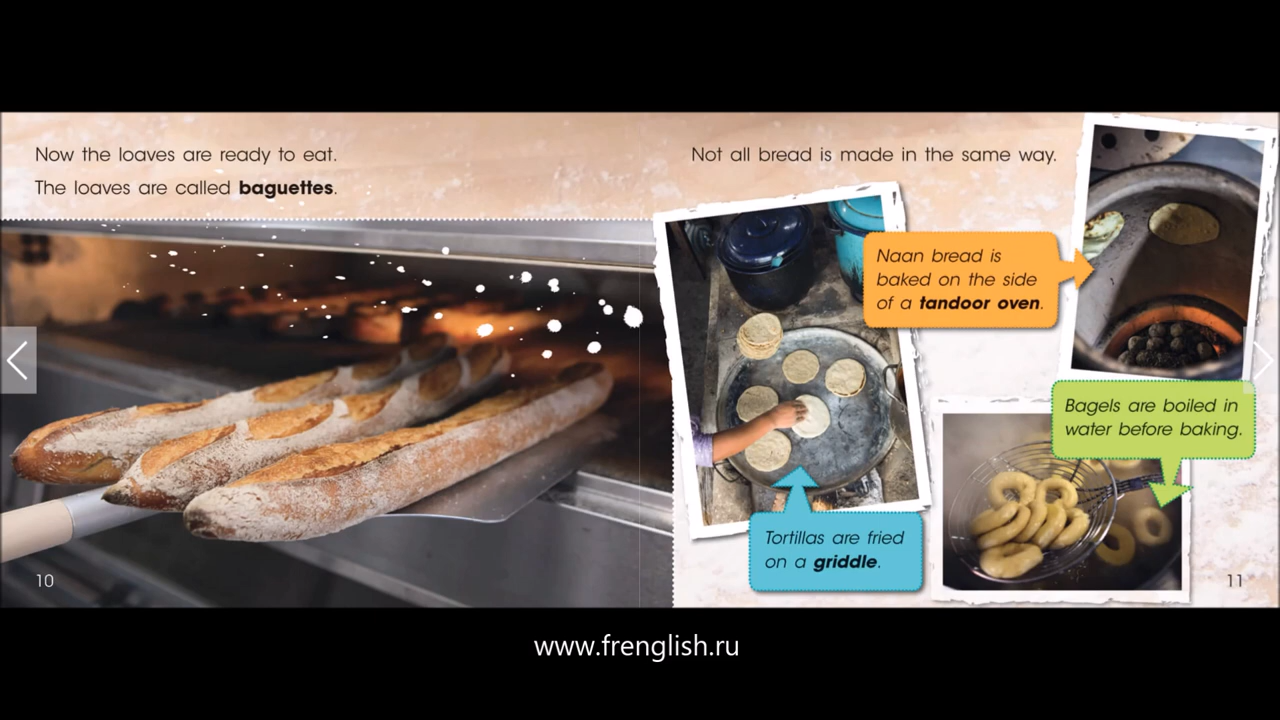 Now the loaves are ready to eat.
The loaves are called baguettes.
10
Not all bread is made in the same way.
Naan bread is
baked on the side
of a tandoor oven.
Bagels are boiled in
water before baking.
Tortillas are fried
on a griddle.
11
www.frenglish.ru